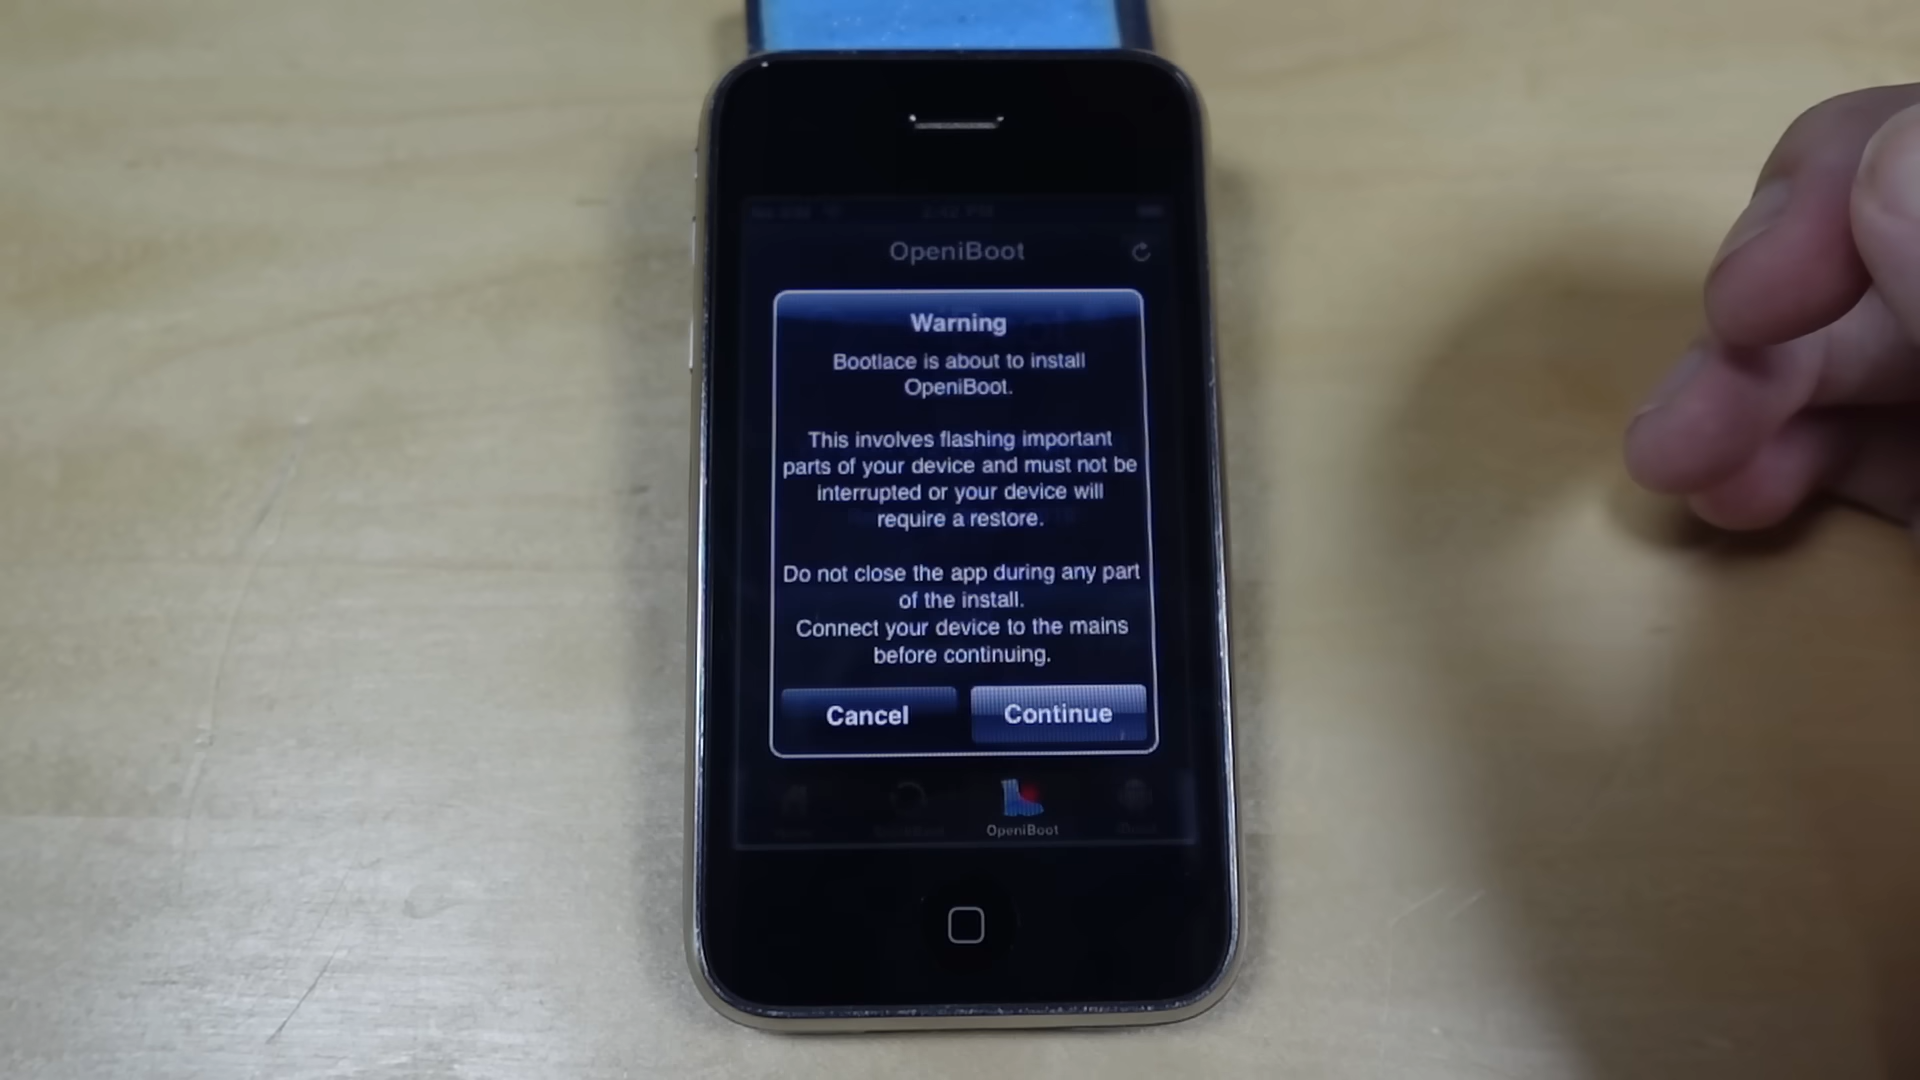 OpeniBoot
Warning
Bootlace is about to install
OpeniBoot.
This involves flashing important
parts of your device and must not be
interrupted or your device will
require a restore.
Do not close the app during any part
of the install.
Connect your device to the mains
before continuing.
Cancel
Continue
OpeniBoot